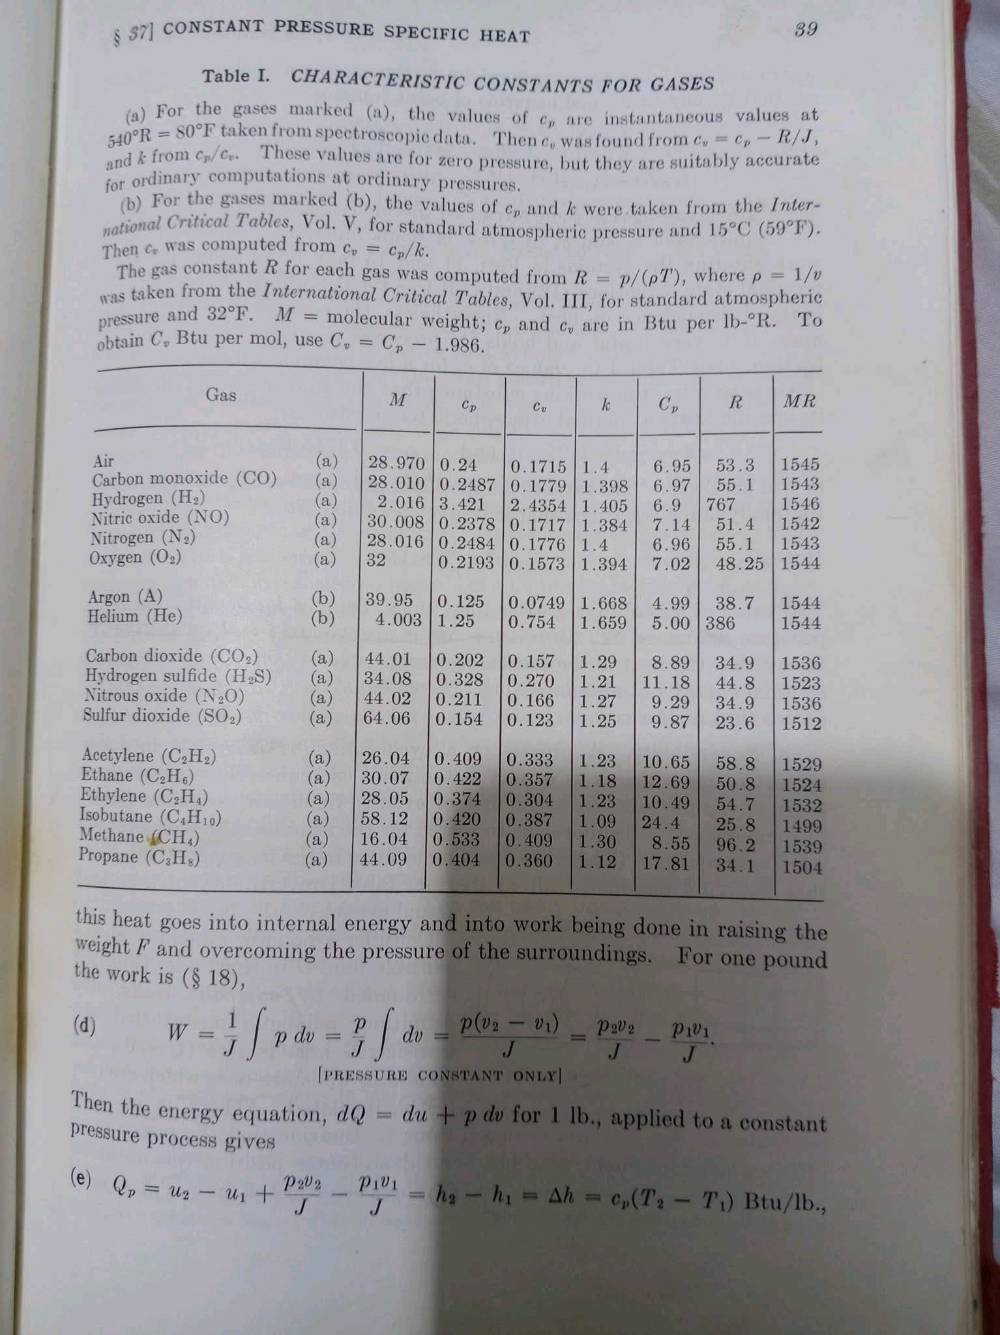 § 37] CONSTANT PRESSURE SPECIFIC HEAT 39
Table I. CHARACTERISTIC CONSTANTS FOR GASES
(a) For the gases marked (a), the values of cₚ are instantaneous values at
540°R = 80°F taken from spectroscopic data. Then cᵥ was found from cᵥ = cₚ − R/J,
and k from cₚ/cᵥ. These values are for zero pressure, but they are suitably accurate
for ordinary computations at ordinary pressures.
(b) For the gases marked (b), the values of cₚ and k were taken from the Inter-
national Critical Tables, Vol. V, for standard atmospheric pressure and 15°C (59°F).
Then cᵥ was computed from cᵥ = cₚ/k.
The gas constant R for each gas was computed from R = p/(ρT), where ρ = 1/v
was taken from the International Critical Tables, Vol. III, for standard atmospheric
pressure and 32°F. M = molecular weight; cₚ and cᵥ are in Btu per lb-°R. To
obtain Cᵥ Btu per mol, use Cᵥ = Cₚ − 1.986.
Gas M cₚ cᵥ k Cₚ R MR
Air (a) 28.970 0.24 0.1715 1.4 6.95 53.3 1545
Carbon monoxide (CO) (a) 28.010 0.2487 0.1779 1.398 6.97 55.1 1543
Hydrogen (H₂) (a) 2.016 3.421 2.4354 1.405 6.9 767 1546
Nitric oxide (NO) (a) 30.008 0.2378 0.1717 1.384 7.14 51.4 1542
Nitrogen (N₂) (a) 28.016 0.2484 0.1776 1.4 6.96 55.1 1543
Oxygen (O₂) (a) 32 0.2193 0.1573 1.394 7.02 48.25 1544
Argon (A) (b) 39.95 0.125 0.0749 1.668 4.99 38.7 1544
Helium (He) (b) 4.003 1.25 0.754 1.659 5.00 386 1544
Carbon dioxide (CO₂) (a) 44.01 0.202 0.157 1.29 8.89 34.9 1536
Hydrogen sulfide (H₂S) (a) 34.08 0.328 0.270 1.21 11.18 44.8 1523
Nitrous oxide (N₂O) (a) 44.02 0.211 0.166 1.27 9.29 34.9 1536
Sulfur dioxide (SO₂) (a) 64.06 0.154 0.123 1.25 9.87 23.6 1512
Acetylene (C₂H₂) (a) 26.04 0.409 0.333 1.23 10.65 58.8 1529
Ethane (C₂H₆) (a) 30.07 0.422 0.357 1.18 12.69 50.8 1524
Ethylene (C₂H₄) (a) 28.05 0.374 0.304 1.23 10.49 54.7 1532
Isobutane (C₄H₁₀) (a) 58.12 0.420 0.387 1.09 24.4 25.8 1499
Methane (CH₄) (a) 16.04 0.533 0.409 1.30 8.55 96.2 1539
Propane (C₃H₈) (a) 44.09 0.404 0.360 1.12 17.81 34.1 1504
this heat goes into internal energy and into work being done in raising the
weight F and overcoming the pressure of the surroundings. For one pound
the work is (§ 18),
(d) W = 1/J ∫ p dv = p/J ∫ dv = p(v₂ − v₁)/J = p₂v₂/J − p₁v₁/J.
[PRESSURE CONSTANT ONLY]
Then the energy equation, dQ = du + p dv for 1 lb., applied to a constant
pressure process gives
(e) Qₚ = u₂ − u₁ + p₂v₂/J − p₁v₁/J = h₂ − h₁ = Δh = cₚ(T₂ − T₁) Btu/lb.,